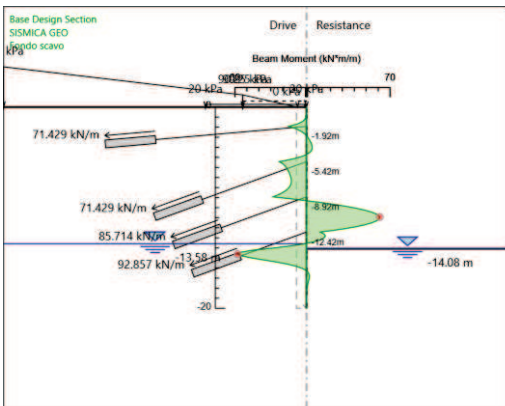 Base Design Section
SISMICA GEO
Fondo scavo
Drive
Resistance
kPa
Beam Moment (kN*m/m)
70
20 kPa
0 kPa
20 kPa
71.429 kN/m
-1.92m
-5.42m
71.429 kN/m
-8.92m
85.714 kN/m
-12.42m
92.857 kN/m
-13.58 m
-14.08 m
-20